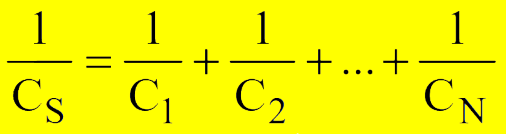 1/C_S = 1/C_1 + 1/C_2 + ... + 1/C_N